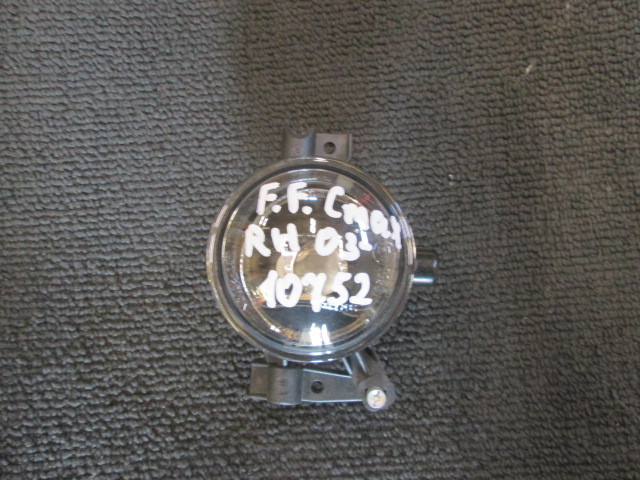 F.F. Cmax
RH '03
10752